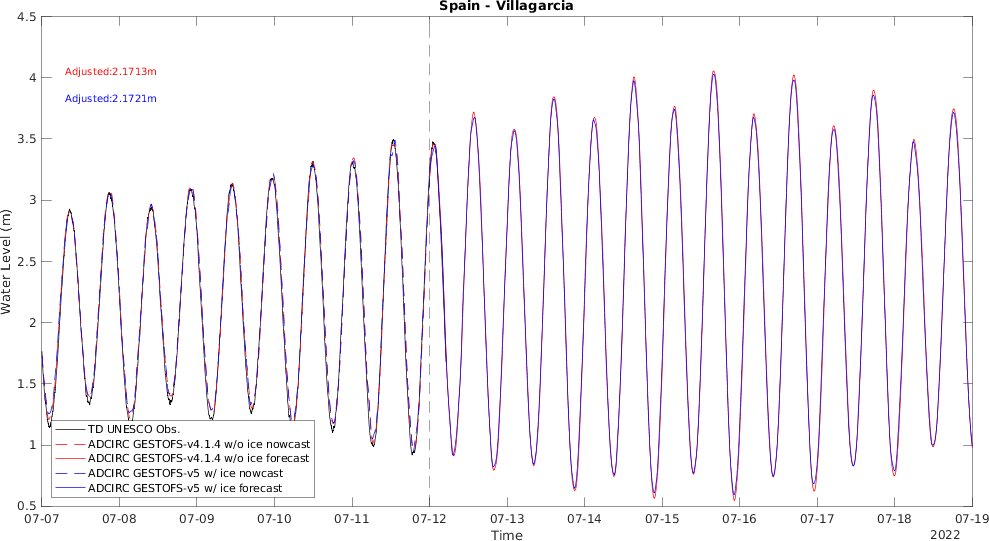 Spain - Villagarcia
4.5
4
3.5
3
2.5
2
1.5
1
0.5
Water Level (m)
Adjusted:2.1713m
Adjusted:2.1721m
TD UNESCO Obs.
ADCIRC GESTOFS-v4.1.4 w/o ice nowcast
ADCIRC GESTOFS-v4.1.4 w/o ice forecast
ADCIRC GESTOFS-v5 w/ ice nowcast
ADCIRC GESTOFS-v5 w/ ice forecast
07-07 07-08 07-09 07-10 07-11 07-12 07-13 07-14 07-15 07-16 07-17 07-18 07-19
Time
2022